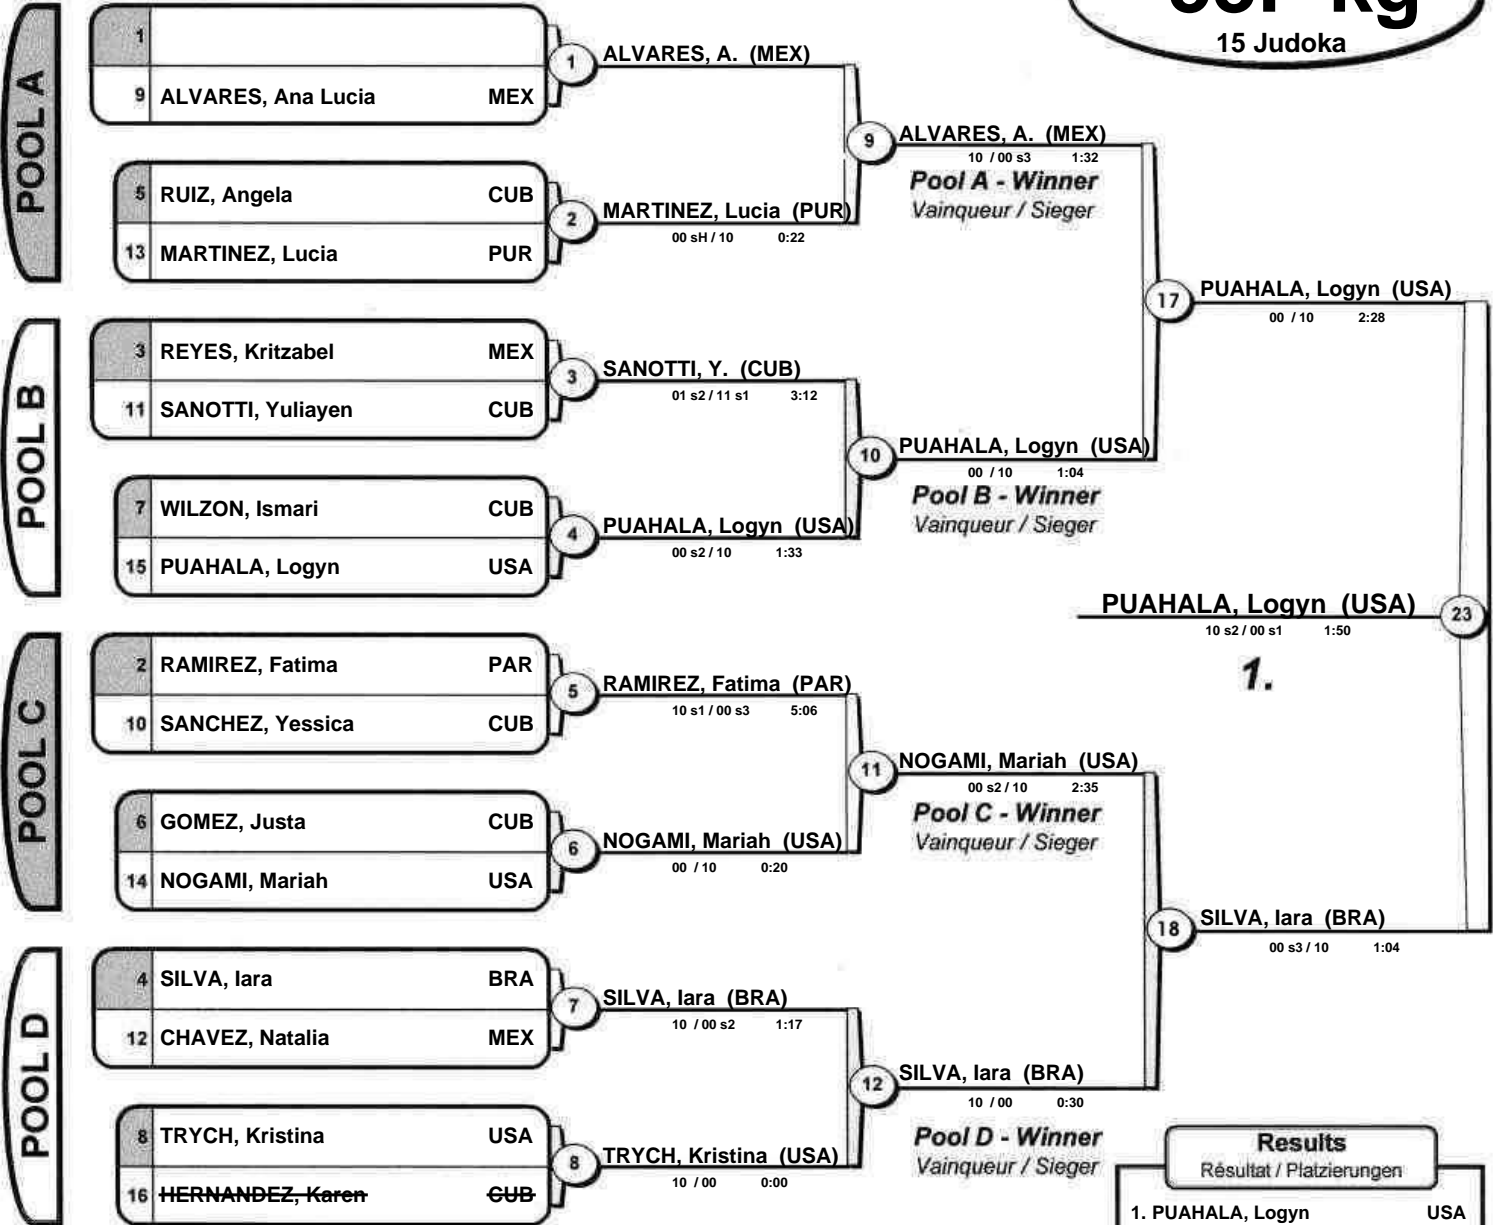 kg
15 Judoka
POOL A
1
9 ALVARES, Ana Lucia MEX
5 RUIZ, Angela CUB
13 MARTINEZ, Lucia PUR
1 ALVARES, A. (MEX)
2 MARTINEZ, Lucia (PUR)
00 sH / 10 0:22
9 ALVARES, A. (MEX)
10 / 00 s3 1:32
Pool A - Winner
Vainqueur / Sieger
POOL B
3 REYES, Kritzabel MEX
11 SANOTTI, Yuliayen CUB
7 WILZON, Ismari CUB
15 PUAHALA, Logyn USA
3 SANOTTI, Y. (CUB)
01 s2 / 11 s1 3:12
4 PUAHALA, Logyn (USA)
00 s2 / 10 1:33
10 PUAHALA, Logyn (USA)
00 / 10 1:04
Pool B - Winner
Vainqueur / Sieger
17 PUAHALA, Logyn (USA)
00 / 10 2:28
POOL C
2 RAMIREZ, Fatima PAR
10 SANCHEZ, Yessica CUB
6 GOMEZ, Justa CUB
14 NOGAMI, Mariah USA
5 RAMIREZ, Fatima (PAR)
10 s1 / 00 s3 5:06
6 NOGAMI, Mariah (USA)
00 / 10 0:20
11 NOGAMI, Mariah (USA)
00 s2 / 10 2:35
Pool C - Winner
Vainqueur / Sieger
POOL D
4 SILVA, Iara BRA
12 CHAVEZ, Natalia MEX
8 TRYCH, Kristina USA
16 HERNANDEZ, Karen CUB
7 SILVA, Iara (BRA)
10 / 00 s2 1:17
8 TRYCH, Kristina (USA)
10 / 00 0:00
12 SILVA, Iara (BRA)
10 / 00 0:30
Pool D - Winner
Vainqueur / Sieger
18 SILVA, Iara (BRA)
00 s3 / 10 1:04
PUAHALA, Logyn (USA) 23
10 s2 / 00 s1 1:50
1.
Results
Résultat / Platzierungen
1. PUAHALA, Logyn USA